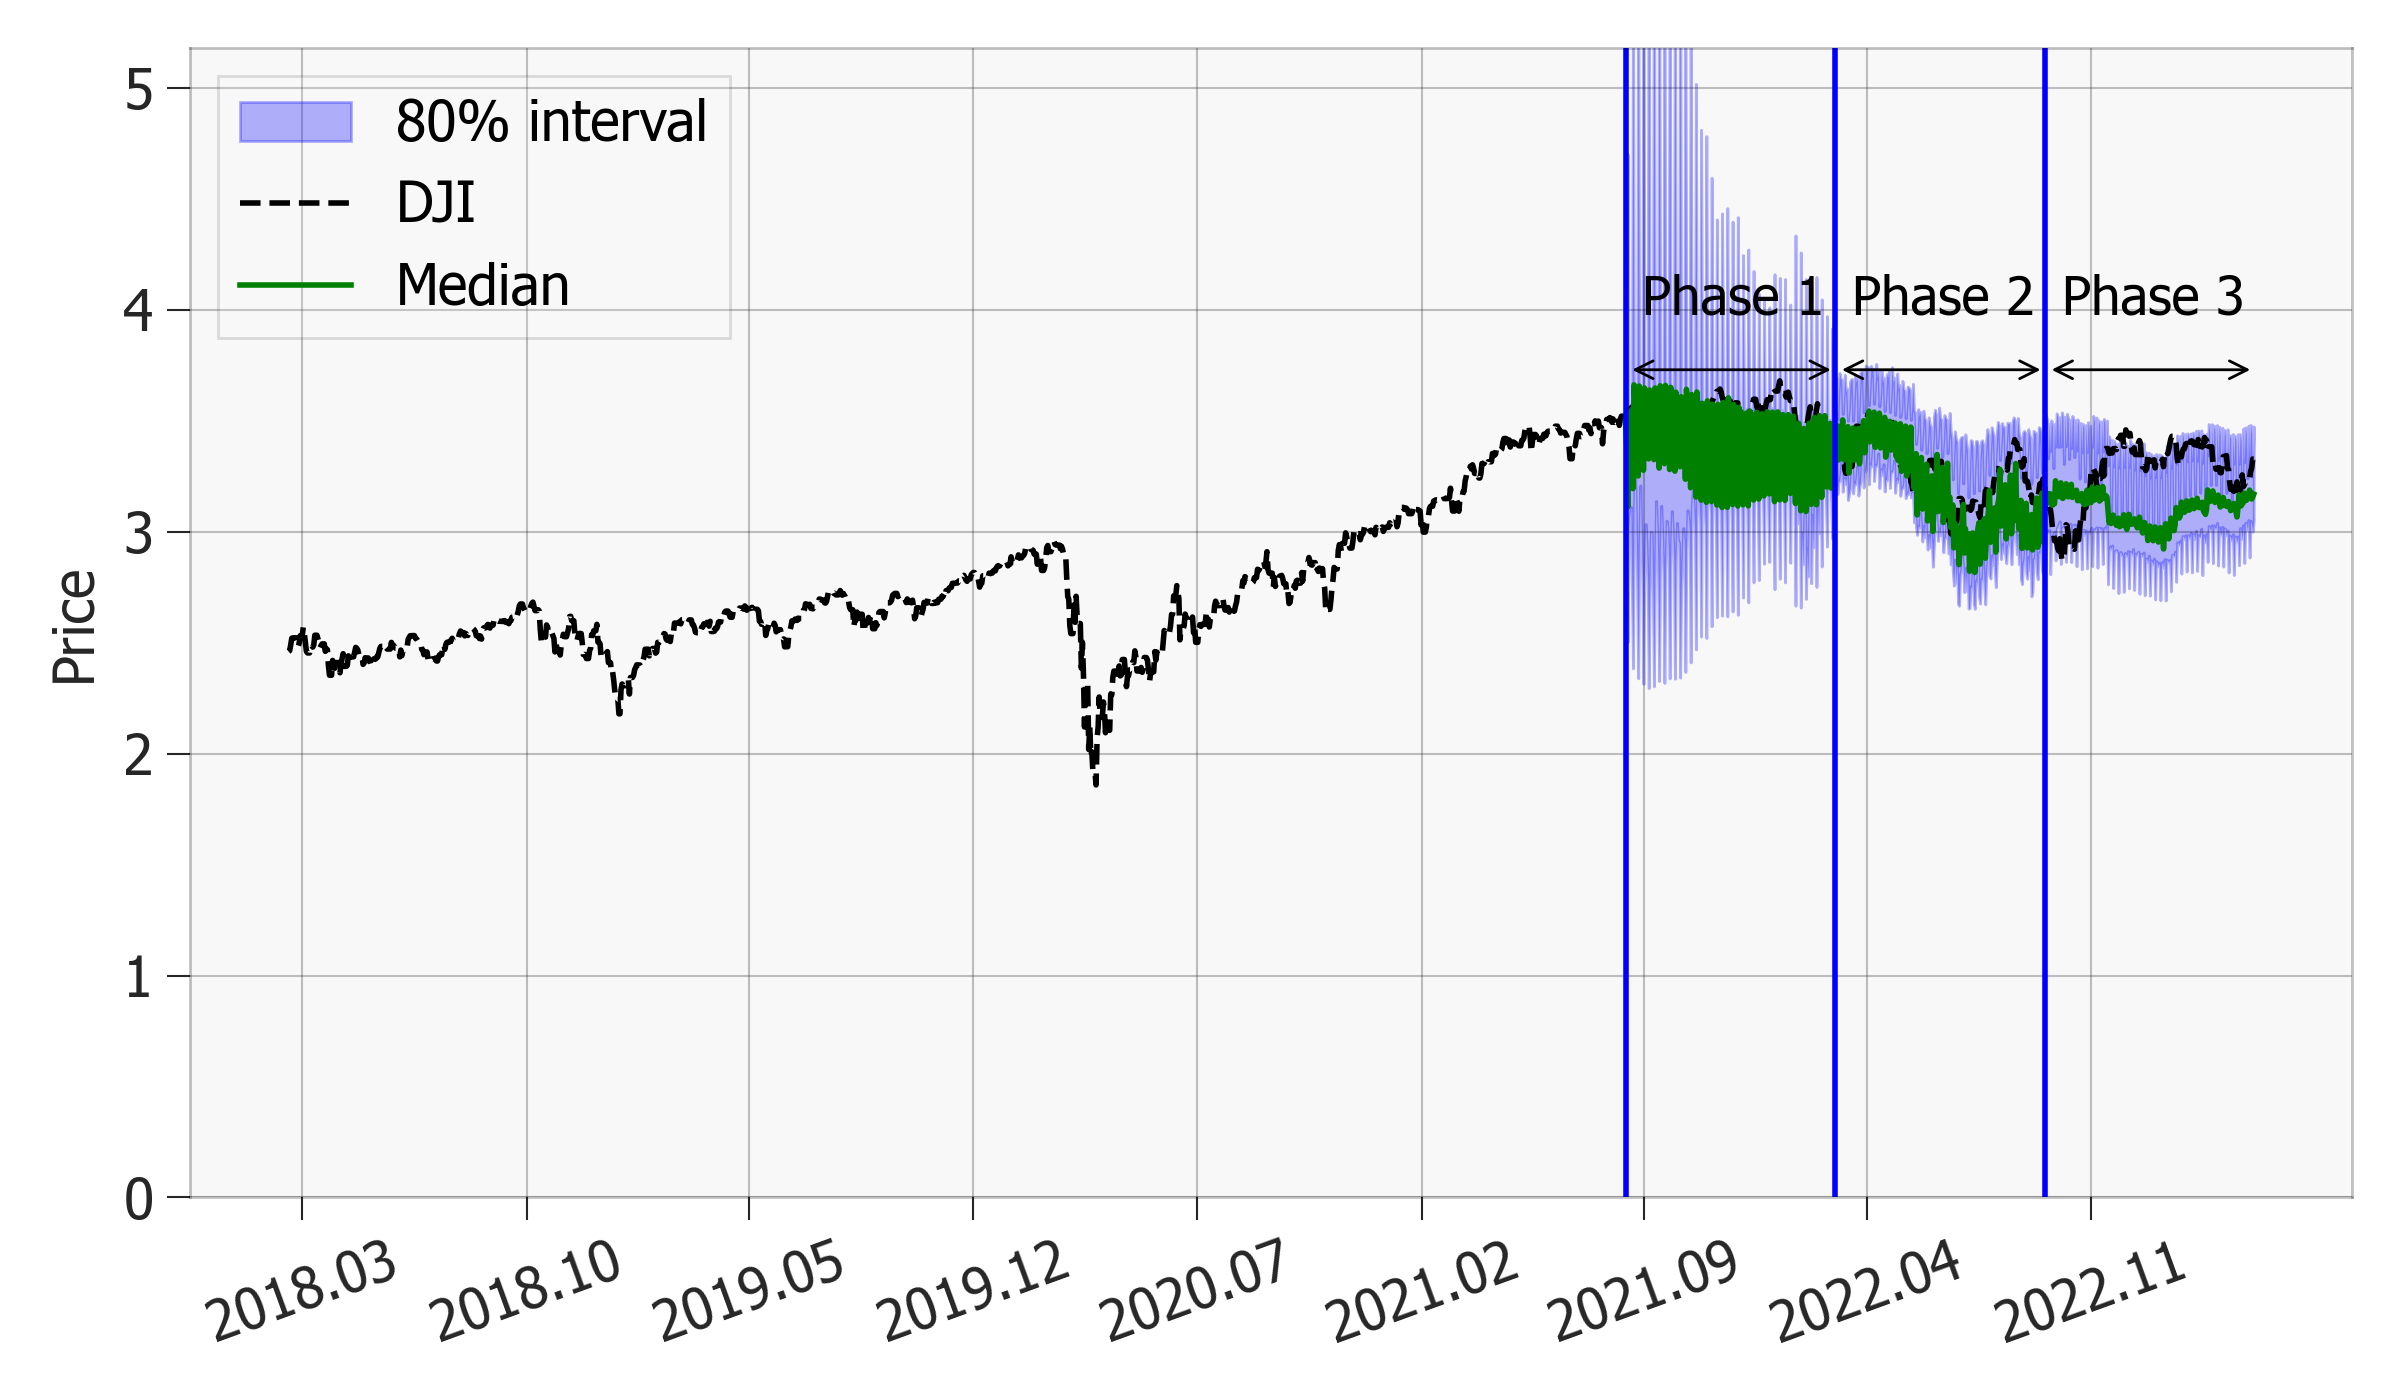 80% interval
DJI
Median
Phase 1
Phase 2
Phase 3
Price
5
4
3
2
1
0
2018.03
2018.10
2019.05
2019.12
2020.07
2021.02
2021.09
2022.04
2022.11